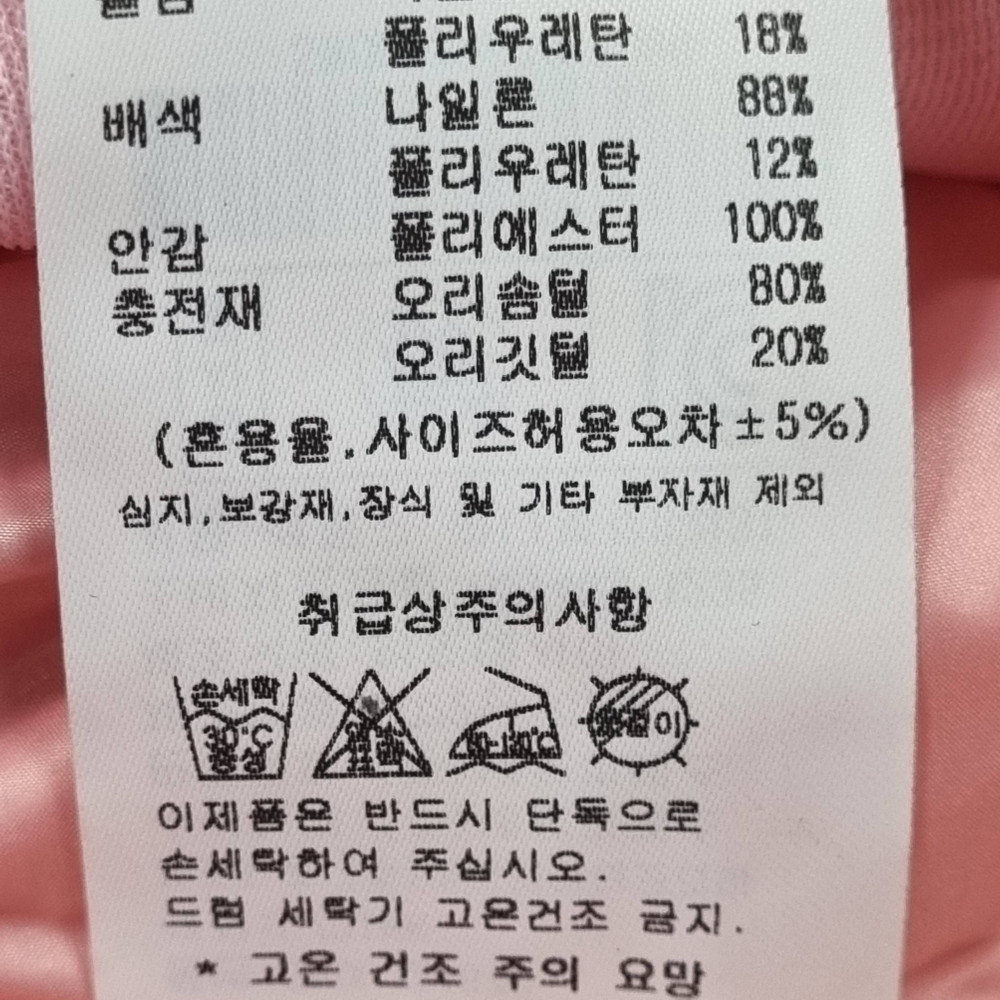 폴리우레탄 18%
배색 나일론 88%
폴리우레탄 12%
안감 폴리에스터 100%
충전재 오리솜털 80%
오리깃털 20%
(혼용율,사이즈허용오차±5%)
심지,보강재,장식 및 기타 부자재 제외
취급상주의사항
손세탁
30°C
중성
이제품은 반드시 단독으로
손세탁하여 주십시오.
드럼 세탁기 고온건조 금지.
* 고온 건조 주의 요망